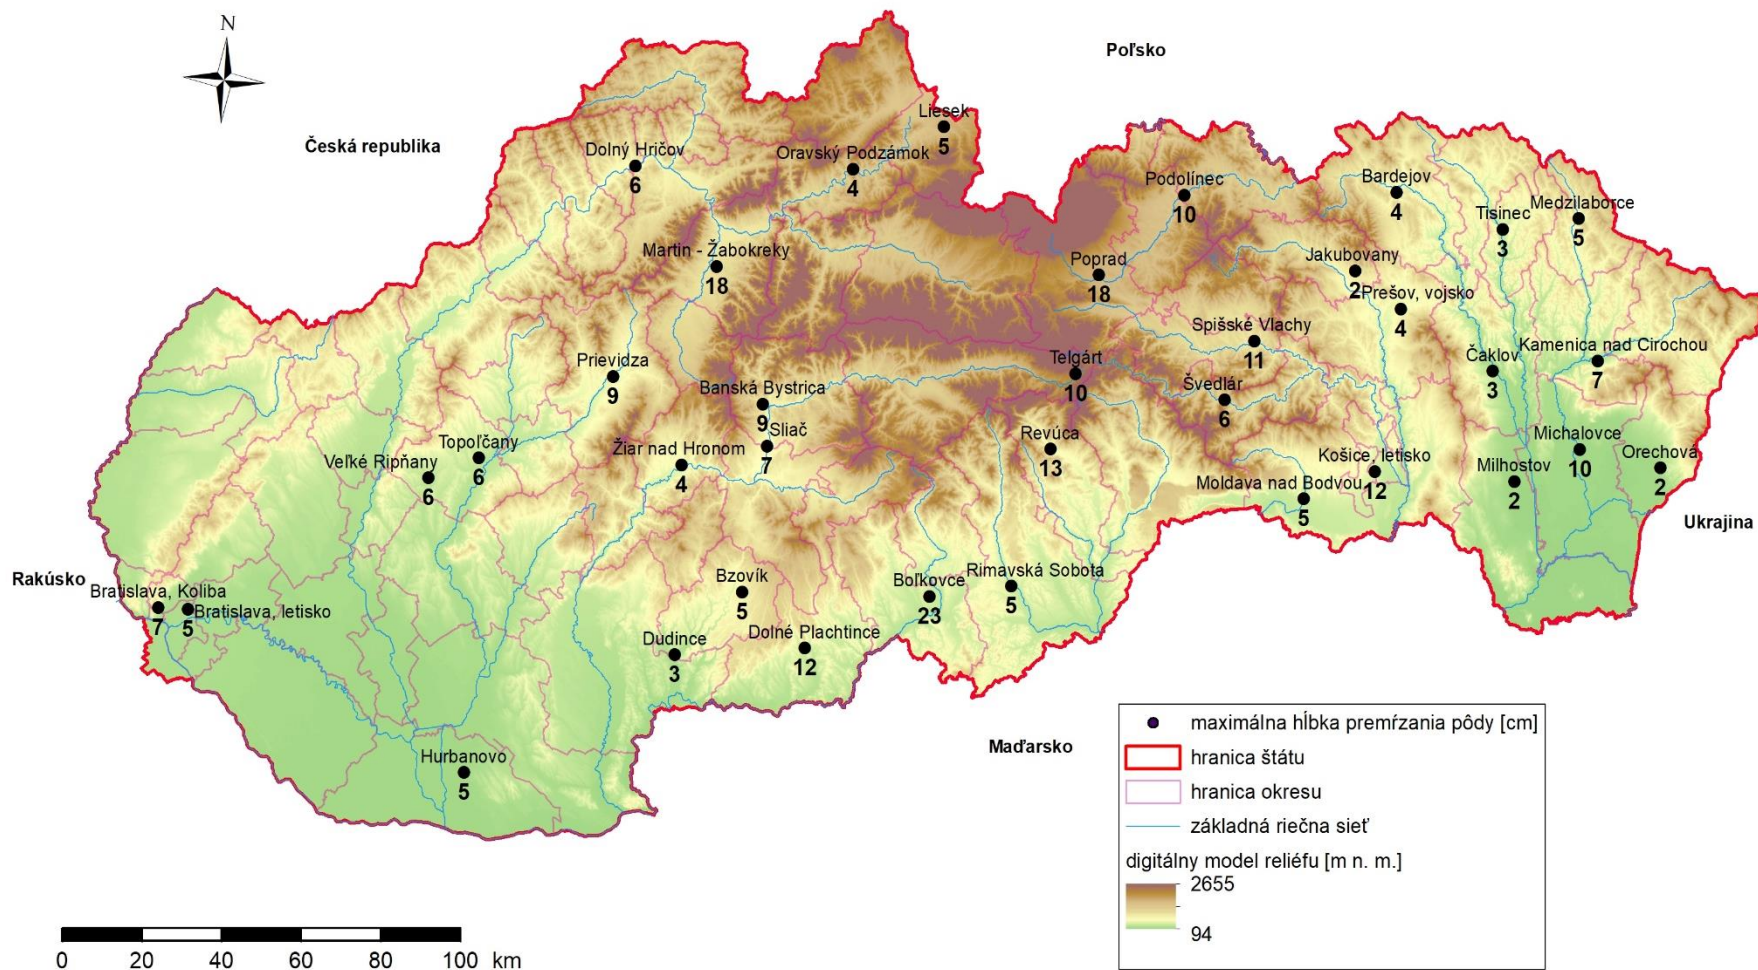 N
Poľsko
Česká republika
Liesek
5
Dolný Hričov
6
Oravský Podzámok
4
Podolínec
10
Bardejov
4
Tisinec
3
Medzilaborce
5
Martin - Žabokreky
18
Poprad
18
Jakubovany
2
Prešov, vojsko
4
Spišské Vlachy
11
Kamenica nad Cirochou
7
Čaklov
3
Prievidza
9
Banská Bystrica
9
Telgárt
10
Švedlár
6
Sliač
7
Topoľčany
6
Veľké Ripňany
6
Žiar nad Hronom
4
Revúca
13
Košice, letisko
12
Moldava nad Bodvou
5
Milhostov
2
Michalovce
10
Orechová
2
Ukrajina
Rakúsko
Bratislava, Koliba
7
Bratislava, letisko
5
Bzovík
5
Boľkovce
23
Rimavská Sobota
5
Dudince
3
Dolné Plachtince
12
Hurbanovo
5
Maďarsko
maximálna hĺbka premŕzania pôdy [cm]
hranica štátu
hranica okresu
základná riečna sieť
digitálny model reliéfu [m n. m.]
2655
94
0 20 40 60 80 100 km